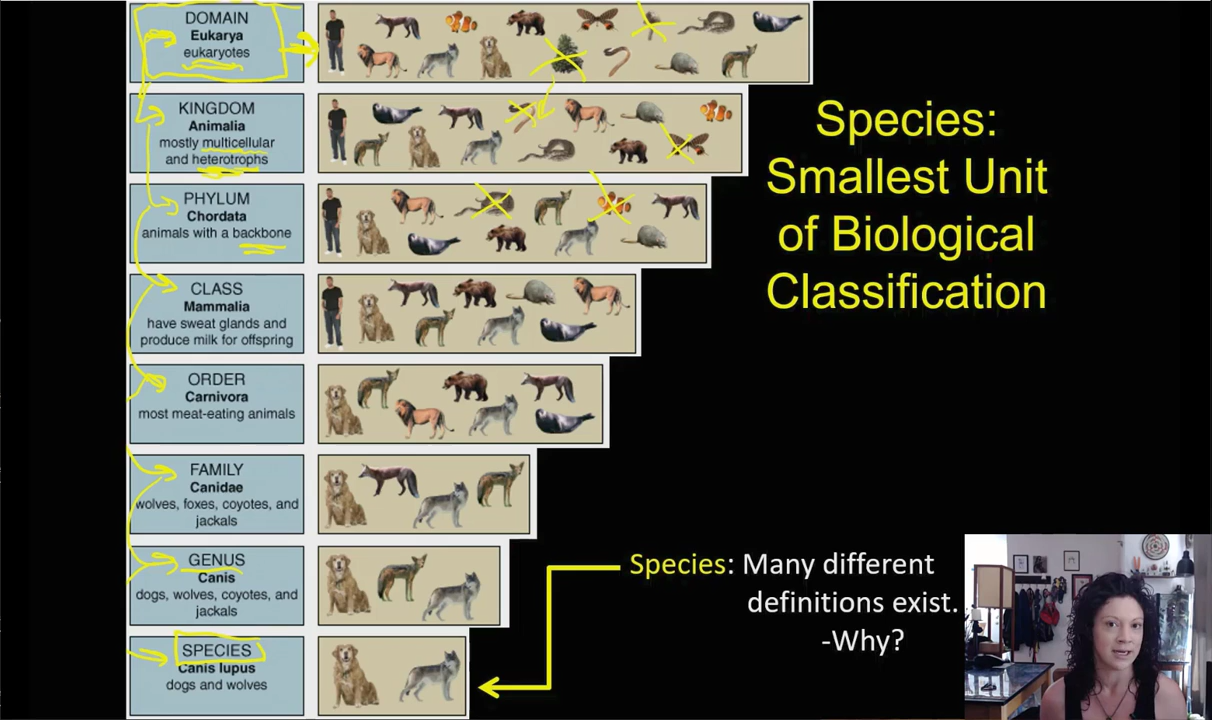 DOMAIN
Eukarya
eukaryotes
KINGDOM
Animalia
mostly multicellular
and heterotrophs
PHYLUM
Chordata
animals with a backbone
CLASS
Mammalia
have sweat glands and
produce milk for offspring
ORDER
Carnivora
most meat-eating animals
FAMILY
Canidae
wolves, foxes, coyotes, and
jackals
GENUS
Canis
dogs, wolves, coyotes, and
jackals
SPECIES
Canis lupus
dogs and wolves
Species:
Smallest Unit
of Biological
Classification
Species: Many different
definitions exist.
-Why?